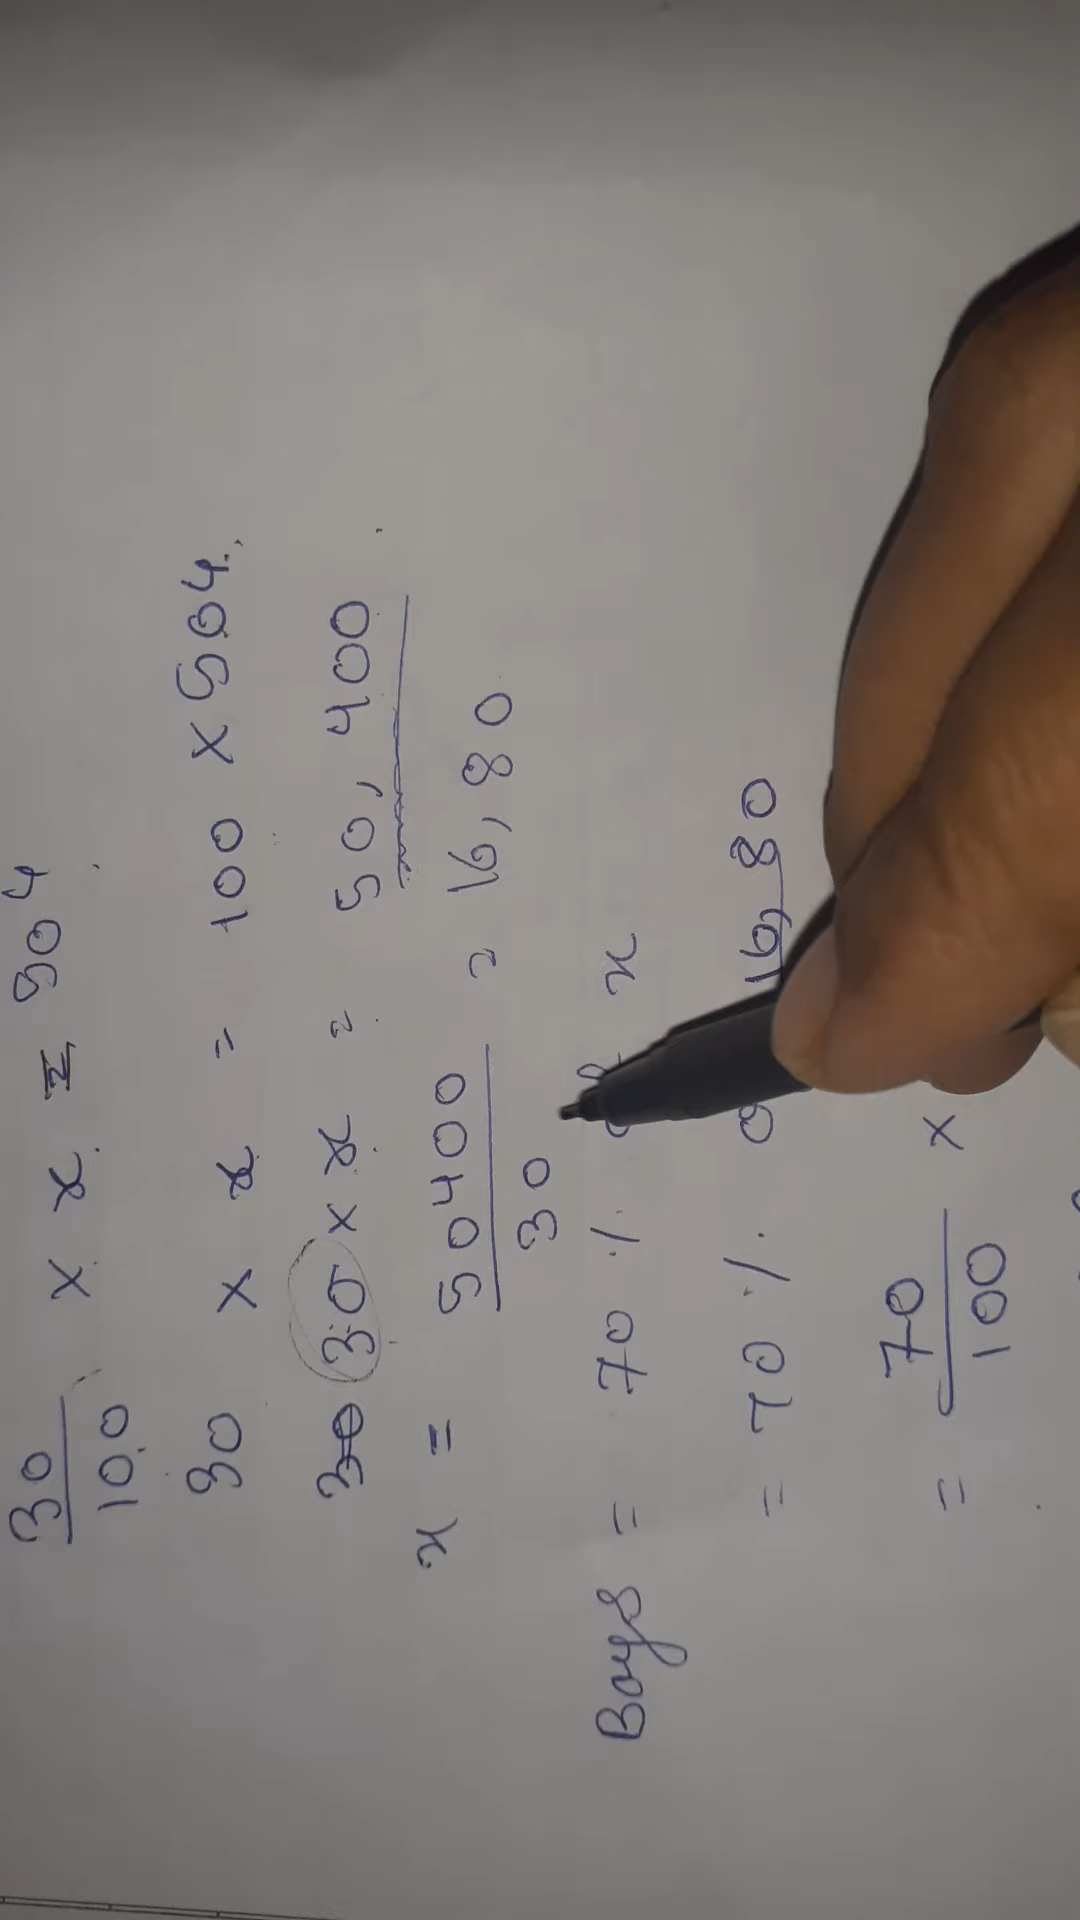 30/100 × x = 504
30 × x = 100 × 504
30 30 × x = 50,400
x = 50400/30 = 16,80
Boys = 70 % of x
= 70 % of 16,80
= 70/100 ×